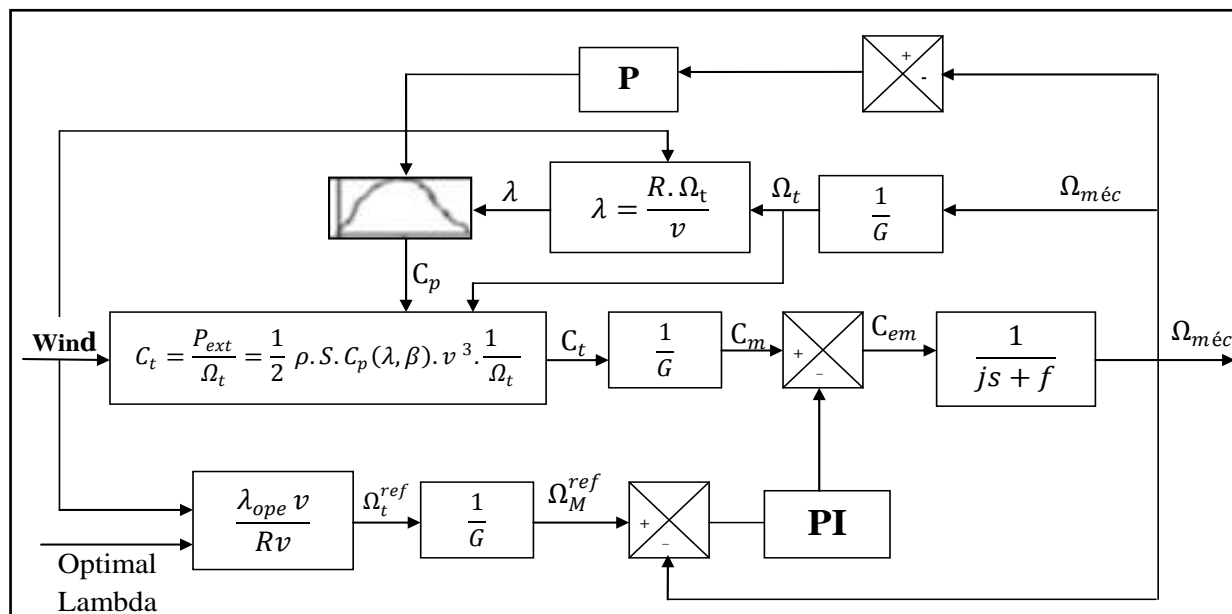 P
+
-
λ
λ = R.Ω_t / v
Ω_t
1/G
Ω_méc
C_p
Wind
C_t = P_ext / Ω_t = 1/2 ρ.S.C_p(λ,β).v³. 1/Ω_t
C_t
1/G
C_m
+
−
C_em
1 / (js + f)
Ω_méc
λ_ope v / Rv
Ω_t^ref
1/G
Ω_M^ref
+
−
PI
Optimal
Lambda